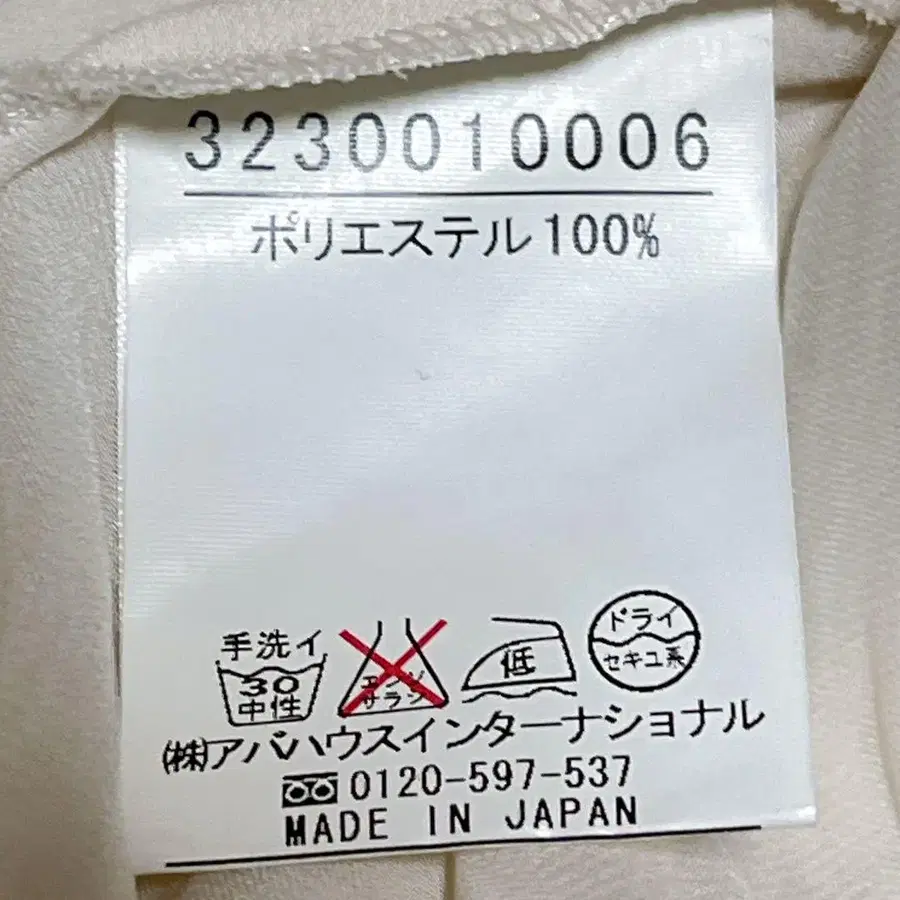 3230010006
ポリエステル100%
手洗イ
30
中性
エンソ
サラシ
低
ドライ
セキユ系
㈱アバハウスインターナショナル
0120-597-537
MADE IN JAPAN